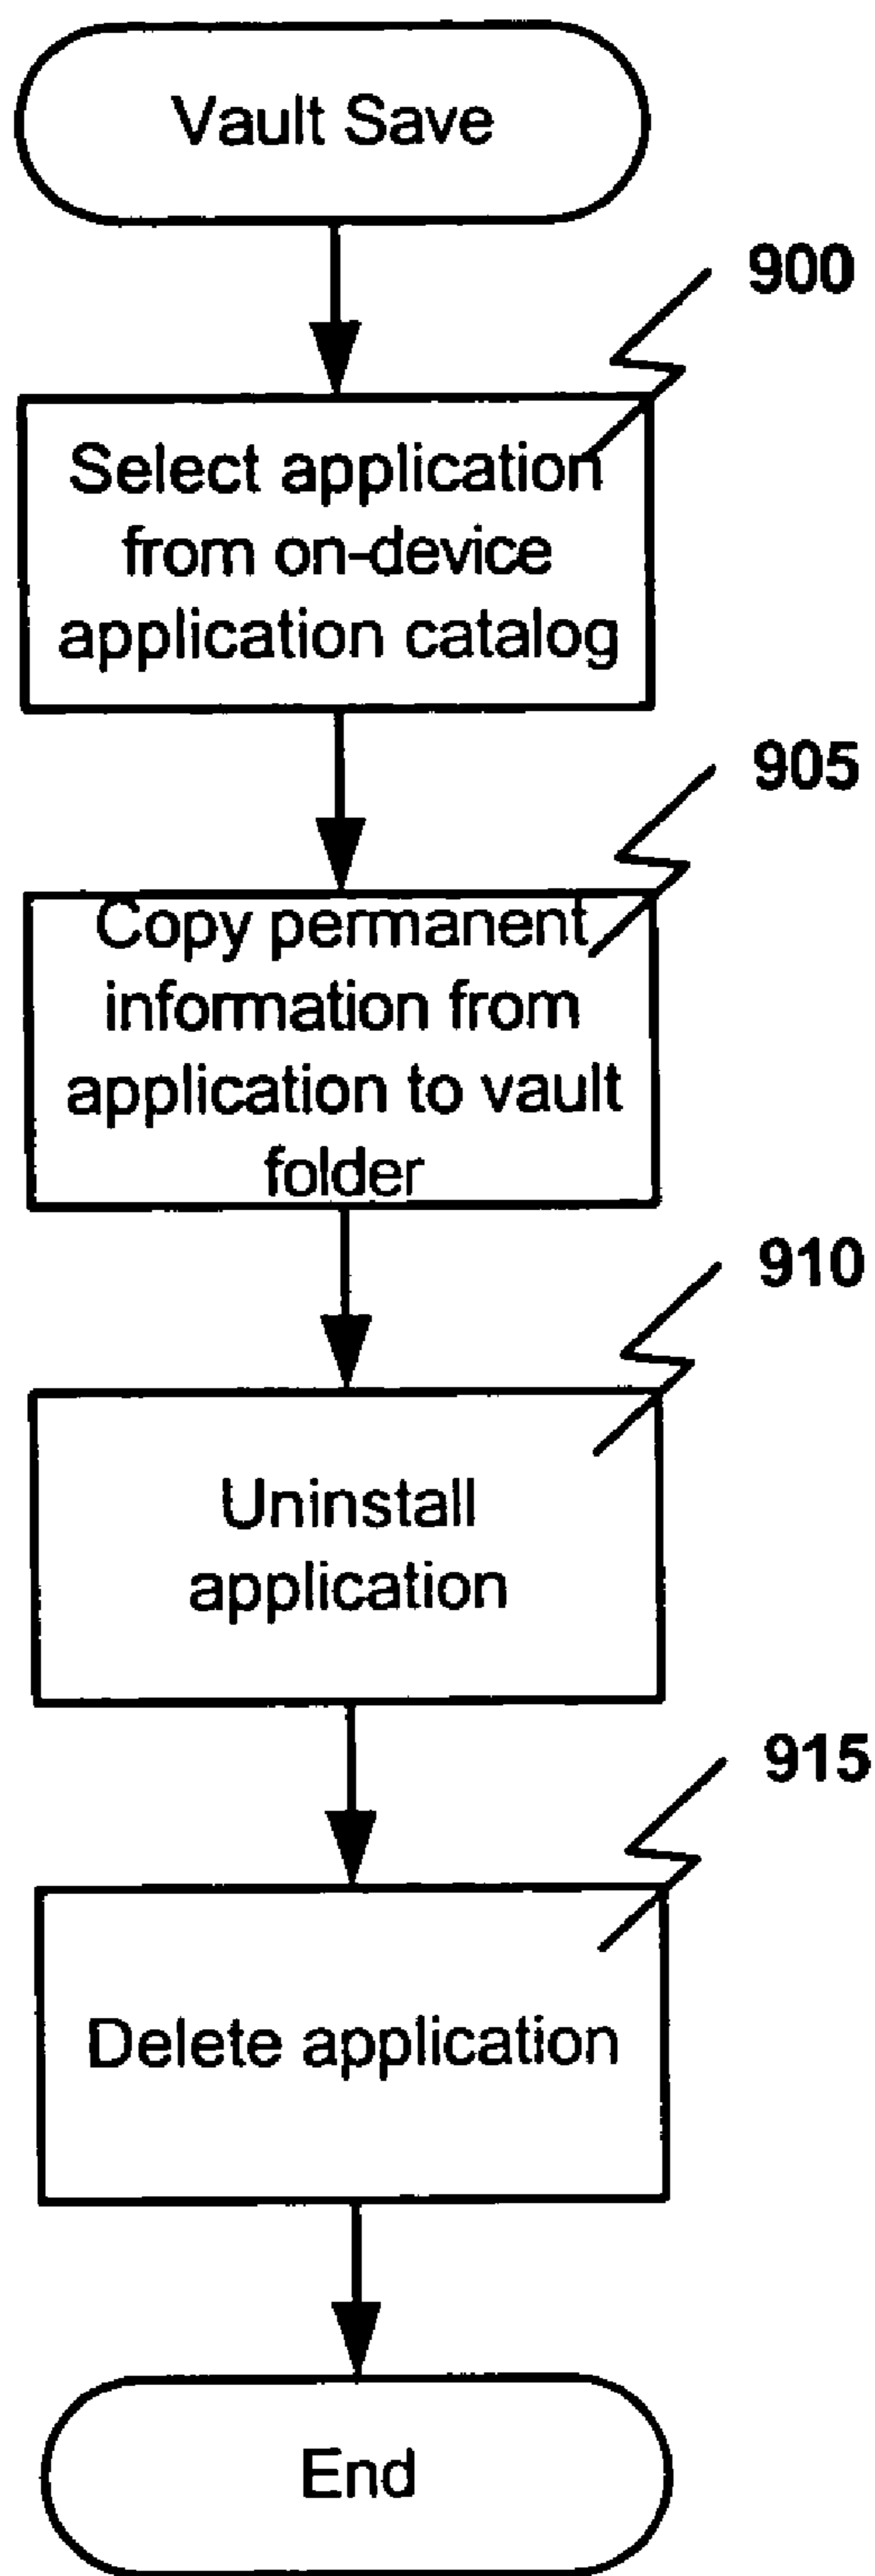 Vault Save
900
Select application
from on-device
application catalog
905
Copy permanent
information from
application to vault
folder
910
Uninstall
application
915
Delete application
End